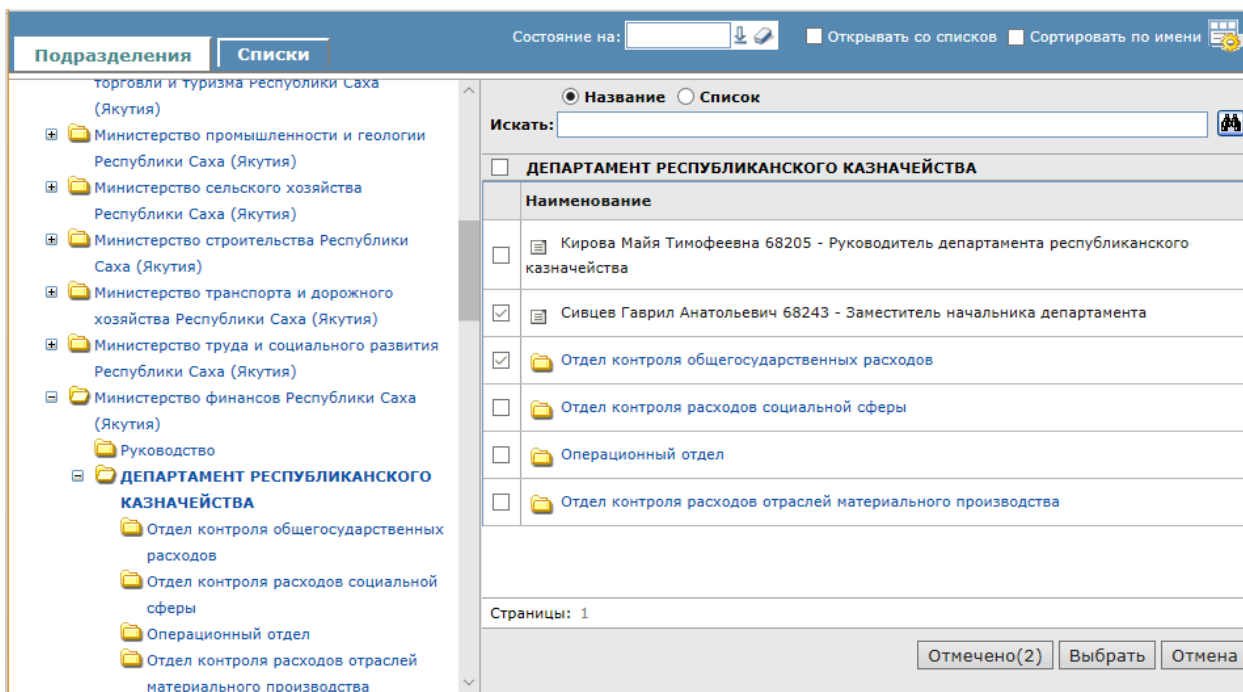 Подразделения
Списки
Состояние на:
Открывать со списков
Сортировать по имени
торговли и туризма Республики Саха
(Якутия)
Министерство промышленности и геологии
Республики Саха (Якутия)
Министерство сельского хозяйства
Республики Саха (Якутия)
Министерство строительства Республики
Саха (Якутия)
Министерство транспорта и дорожного
хозяйства Республики Саха (Якутия)
Министерство труда и социального развития
Республики Саха (Якутия)
Министерство финансов Республики Саха
(Якутия)
Руководство
ДЕПАРТАМЕНТ РЕСПУБЛИКАНСКОГО
КАЗНАЧЕЙСТВА
Отдел контроля общегосударственных
расходов
Отдел контроля расходов социальной
сферы
Операционный отдел
Отдел контроля расходов отраслей
материального производства
Название
Список
Искать:
ДЕПАРТАМЕНТ РЕСПУБЛИКАНСКОГО КАЗНАЧЕЙСТВА
Наименование
Кирова Майя Тимофеевна 68205 - Руководитель департамента республиканского
казначейства
Сивцев Гаврил Анатольевич 68243 - Заместитель начальника департамента
Отдел контроля общегосударственных расходов
Отдел контроля расходов социальной сферы
Операционный отдел
Отдел контроля расходов отраслей материального производства
Страницы: 1
Отмечено(2)
Выбрать
Отмена